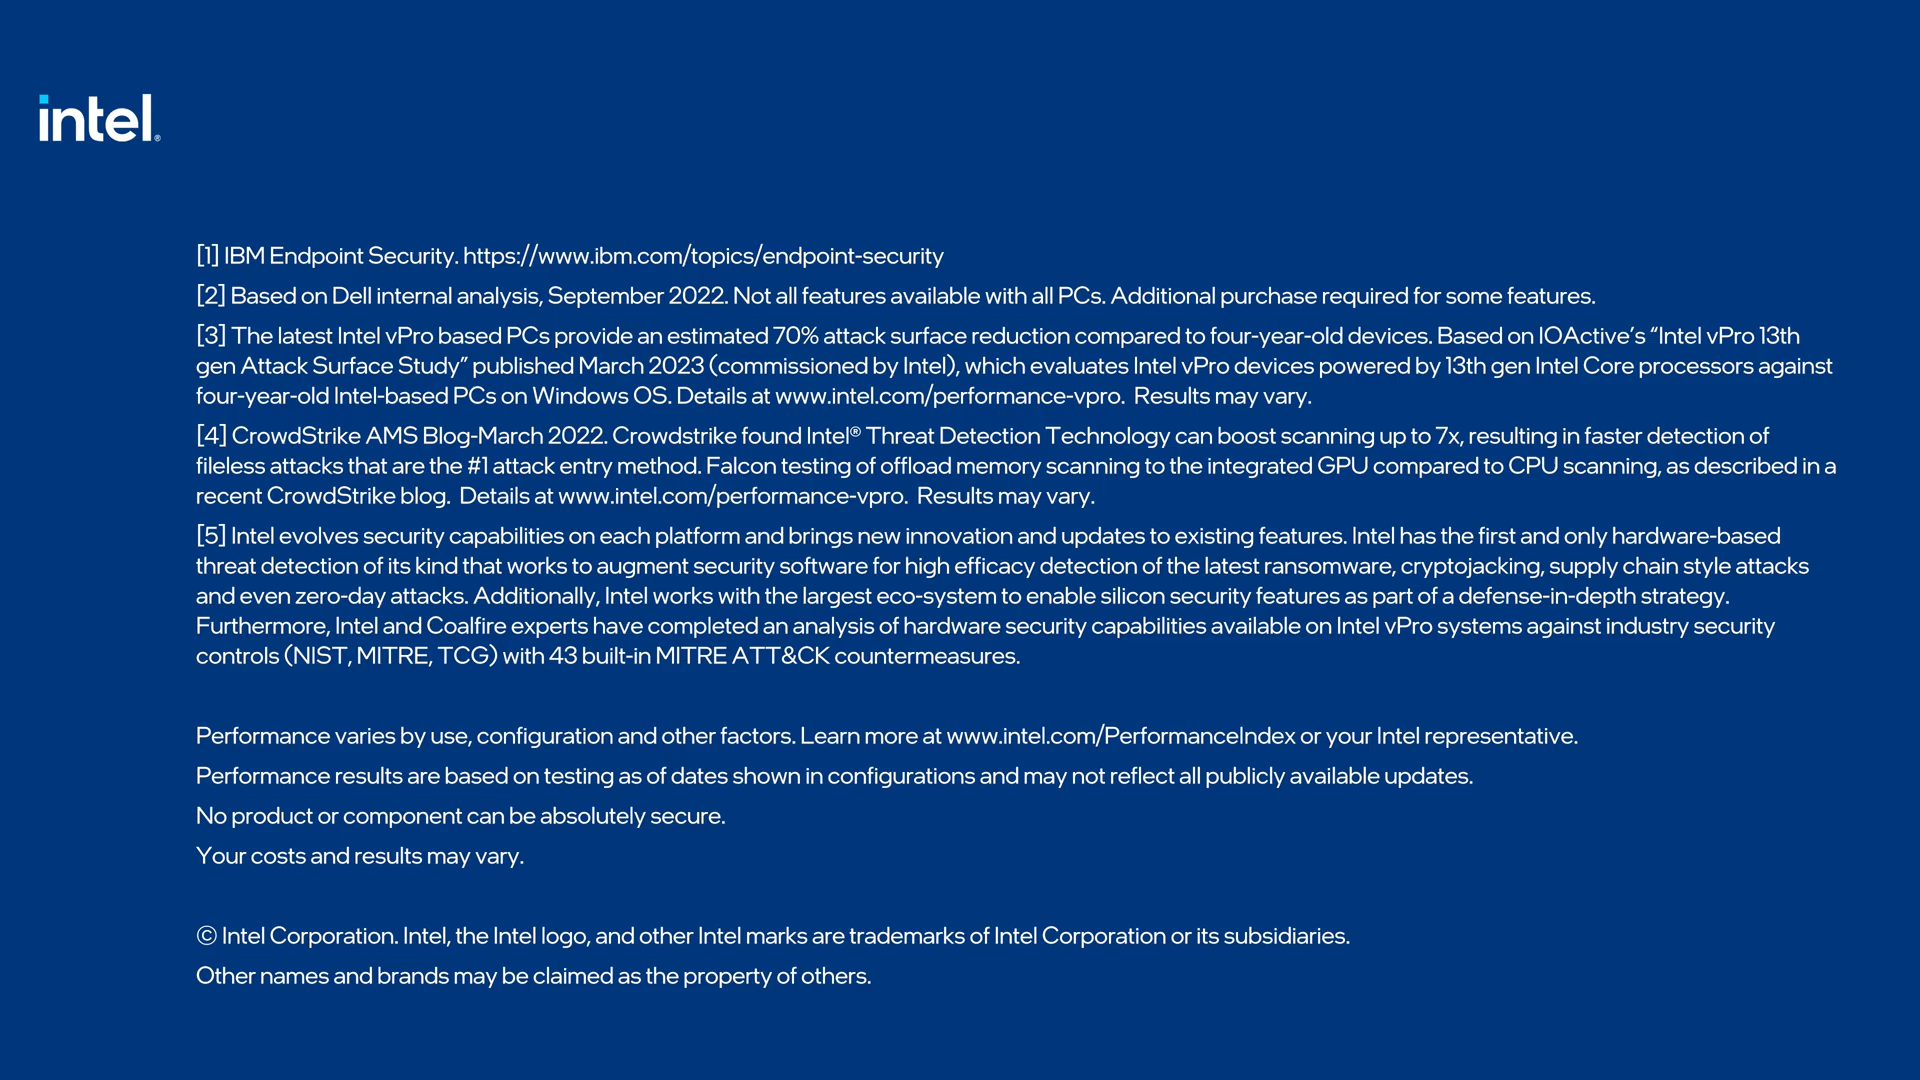 intel®
[1] IBM Endpoint Security. https://www.ibm.com/topics/endpoint-security
[2] Based on Dell internal analysis, September 2022. Not all features available with all PCs. Additional purchase required for some features.
[3] The latest Intel vPro based PCs provide an estimated 70% attack surface reduction compared to four-year-old devices. Based on IOActive’s “Intel vPro 13th
gen Attack Surface Study” published March 2023 (commissioned by Intel), which evaluates Intel vPro devices powered by 13th gen Intel Core processors against
four-year-old Intel-based PCs on Windows OS. Details at www.intel.com/performance-vpro. Results may vary.
[4] CrowdStrike AMS Blog-March 2022. Crowdstrike found Intel® Threat Detection Technology can boost scanning up to 7x, resulting in faster detection of
fileless attacks that are the #1 attack entry method. Falcon testing of offload memory scanning to the integrated GPU compared to CPU scanning, as described in a
recent CrowdStrike blog. Details at www.intel.com/performance-vpro. Results may vary.
[5] Intel evolves security capabilities on each platform and brings new innovation and updates to existing features. Intel has the first and only hardware-based
threat detection of its kind that works to augment security software for high efficacy detection of the latest ransomware, cryptojacking, supply chain style attacks
and even zero-day attacks. Additionally, Intel works with the largest eco-system to enable silicon security features as part of a defense-in-depth strategy.
Furthermore, Intel and Coalfire experts have completed an analysis of hardware security capabilities available on Intel vPro systems against industry security
controls (NIST, MITRE, TCG) with 43 built-in MITRE ATT&CK countermeasures.
Performance varies by use, configuration and other factors. Learn more at www.intel.com/PerformanceIndex or your Intel representative.
Performance results are based on testing as of dates shown in configurations and may not reflect all publicly available updates.
No product or component can be absolutely secure.
Your costs and results may vary.
© Intel Corporation. Intel, the Intel logo, and other Intel marks are trademarks of Intel Corporation or its subsidiaries.
Other names and brands may be claimed as the property of others.